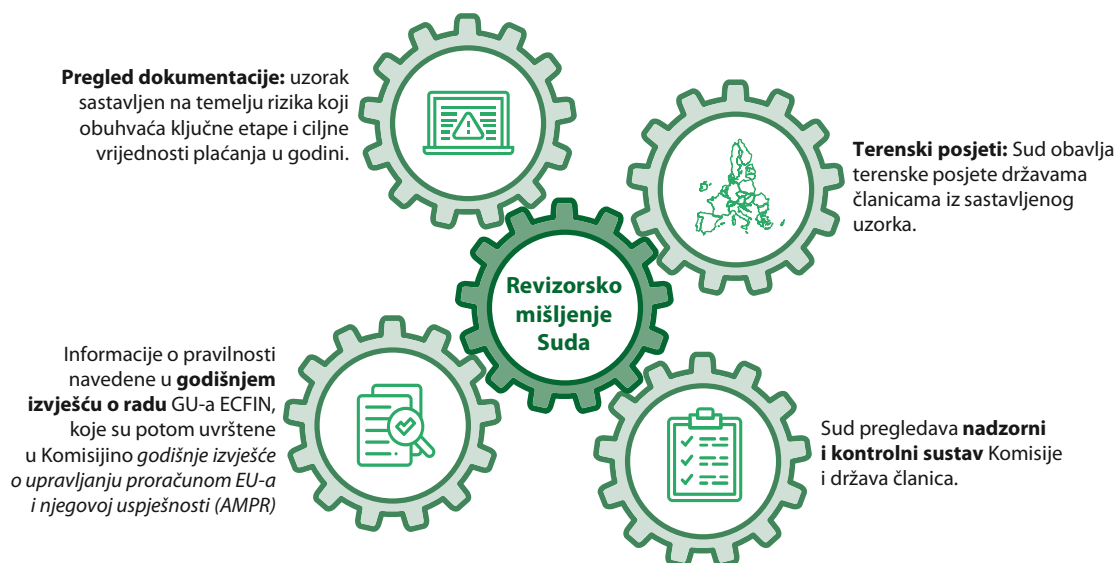 Pregled dokumentacije: uzorak
sastavljen na temelju rizika koji
obuhvaća ključne etape i ciljne
vrijednosti plaćanja u godini.
Terenski posjeti: Sud obavlja
terenske posjete državama
članicama iz sastavljenog
uzorka.
Revizorsko
mišljenje
Suda
Informacije o pravilnosti
navedene u godišnjem
izvješću o radu GU-a ECFIN,
koje su potom uvrštene
u Komisijino godišnje izvješće
o upravljanju proračunom EU-a
i njegovoj uspješnosti (AMPR)
Sud pregledava nadzorni
i kontrolni sustav Komisije
i država članica.